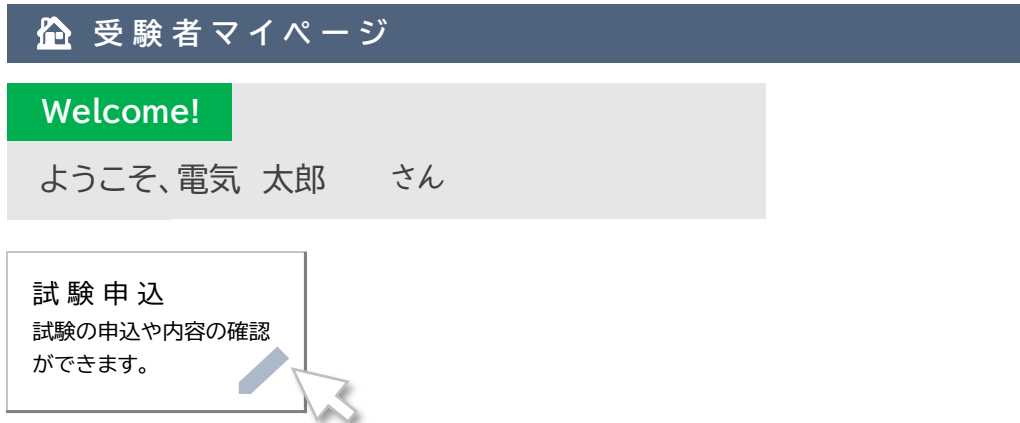 受験者マイページ
Welcome!
ようこそ、電気 太郎 さん
試験申込
試験の申込や内容の確認
ができます。